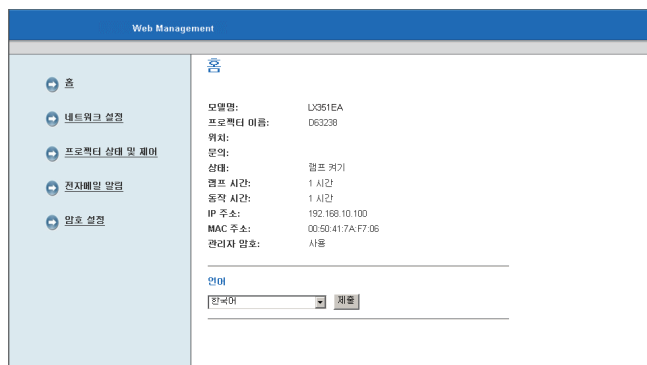 Web Management
홈
네트워크 설정
프로젝터 상태 및 제어
전자메일 알림
암호 설정
홈
모델명: LX351EA
프로젝터 이름: D63238
위치:
문의:
상태: 램프 켜기
램프 시간: 1 시간
동작 시간: 1 시간
IP 주소: 192.168.10.100
MAC 주소: 00:50:41:7A:F7:06
관리자 암호: 사용
언어
한국어 제출